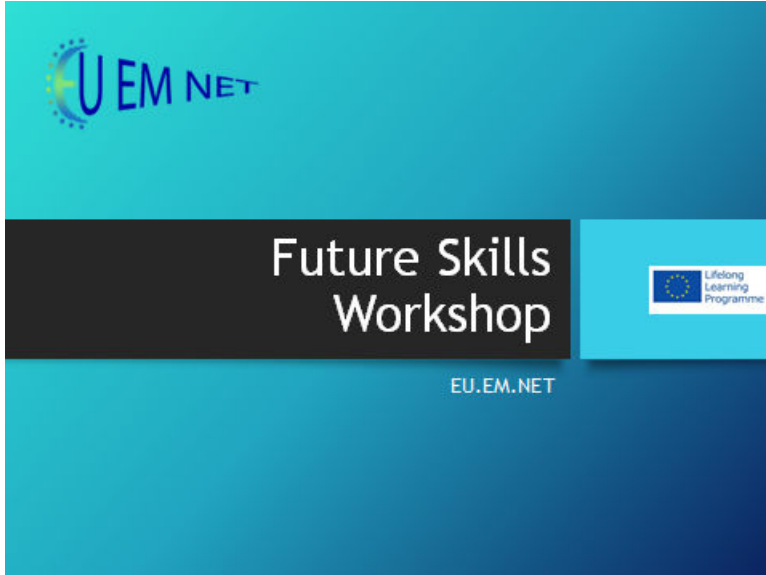 EU EM NET
Future Skills
Workshop
Lifelong
Learning
Programme
EU.EM.NET